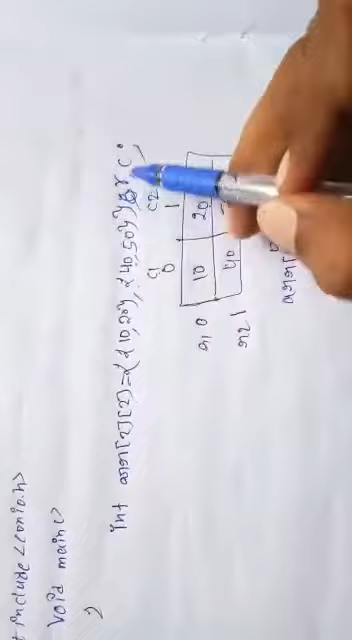 t include <conio.h>
void main()
{
int arr[2][2]={{10,20},{40,50}}, r, c;
c1 c2
0 1
r1 0 10 20
r2 1 40
arr[